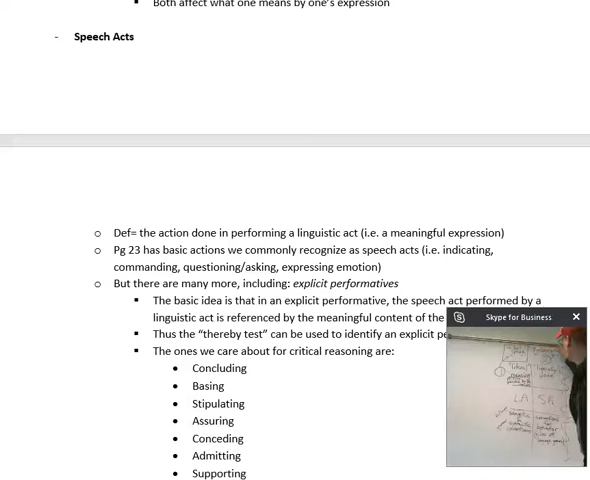 Both affect what one means by one's expression
- Speech Acts
o Def= the action done in performing a linguistic act (i.e. a meaningful expression)
o Pg 23 has basic actions we commonly recognize as speech acts (i.e. indicating,
commanding, questioning/asking, expressing emotion)
o But there are many more, including: explicit performatives
▪ The basic idea is that in an explicit performative, the speech act performed by a
linguistic act is referenced by the meaningful content of the
▪ Thus the “thereby test” can be used to identify an explicit
▪ The ones we care about for critical reasoning are:
• Concluding
• Basing
• Stipulating
• Assuring
• Conceding
• Admitting
• Supporting
Skype for Business
LA SA